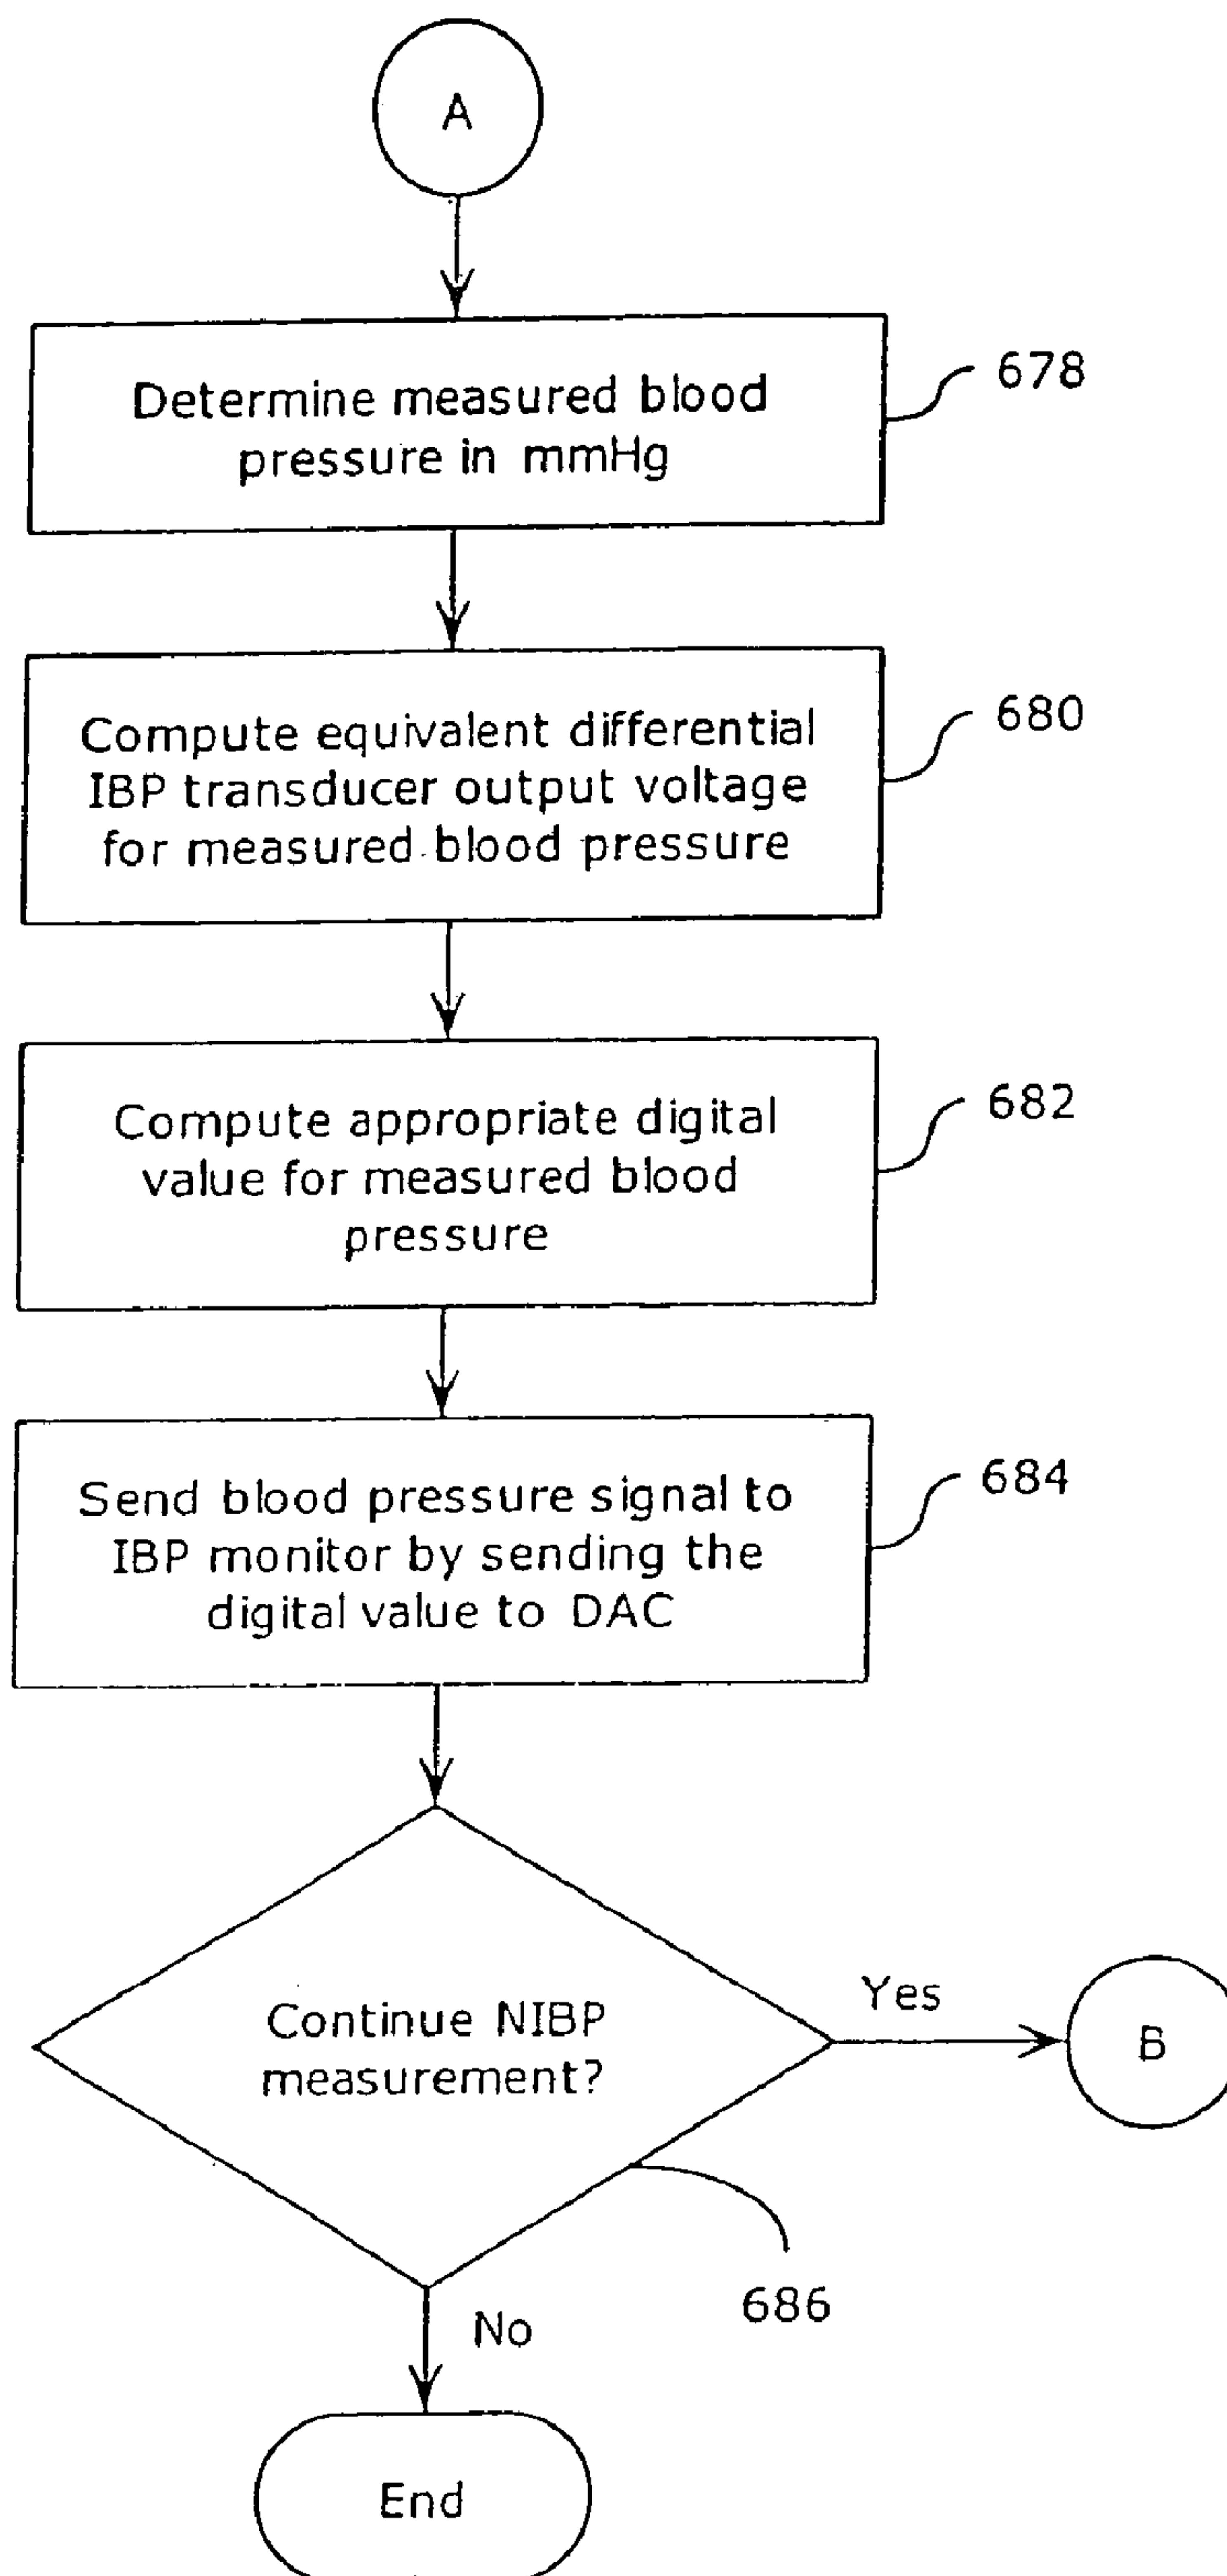 A
Determine measured blood
pressure in mmHg
678
Compute equivalent differential
IBP transducer output voltage
for measured blood pressure
680
Compute appropriate digital
value for measured blood
pressure
682
Send blood pressure signal to
IBP monitor by sending the
digital value to DAC
684
Continue NIBP
measurement?
Yes
B
686
No
End